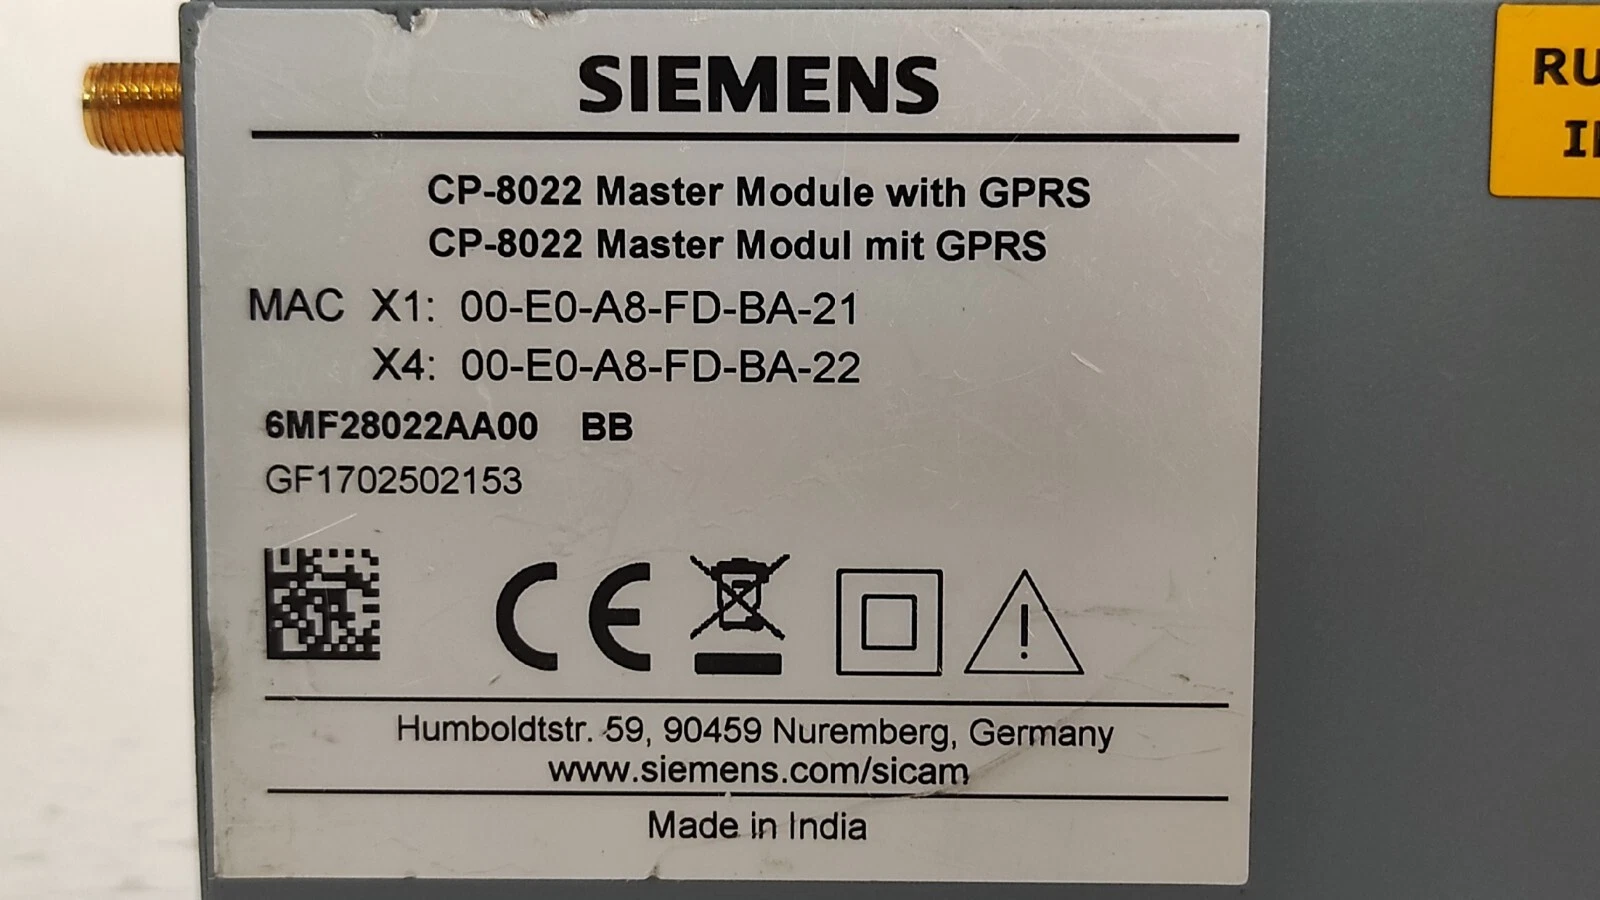 SIEMENS
CP-8022 Master Module with GPRS
CP-8022 Master Modul mit GPRS
MAC X1: 00-E0-A8-FD-BA-21
X4: 00-E0-A8-FD-BA-22
6MF28022AA00 BB
GF1702502153
CE
Humboldtstr. 59, 90459 Nuremberg, Germany
www.siemens.com/sicam
Made in India
RU